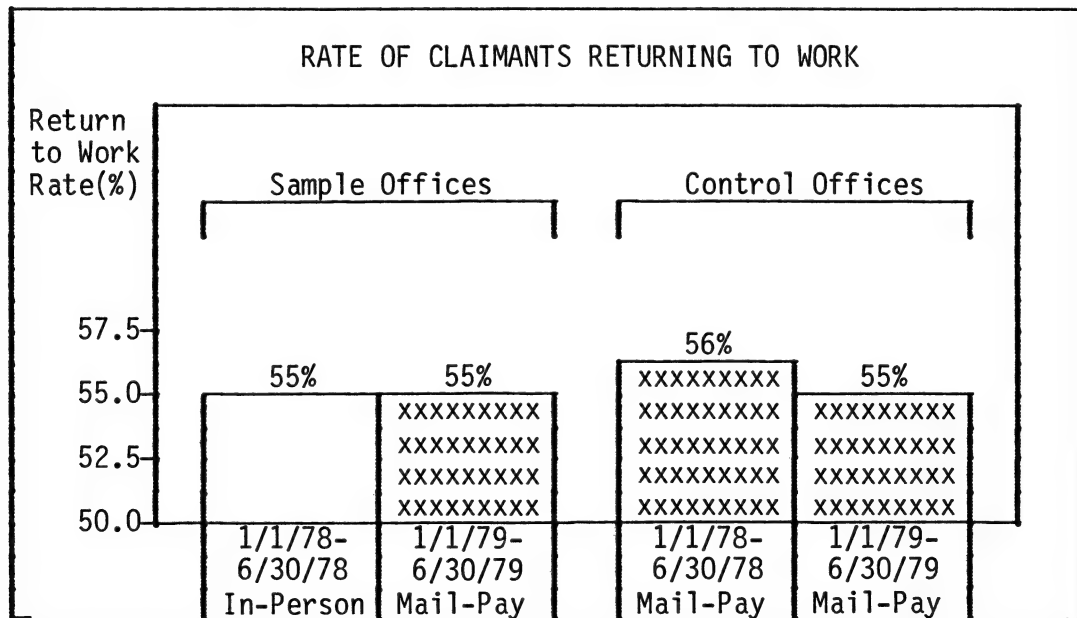 RATE OF CLAIMANTS RETURNING TO WORK
Return
to Work
Rate(%)
Sample Offices Control Offices
57.5
56%
55% 55% 55%
55.0 xxxxxxxxx
xxxxxxxxx xxxxxxxxx xxxxxxxxx
xxxxxxxxx xxxxxxxxx xxxxxxxxx
52.5
xxxxxxxxx xxxxxxxxx xxxxxxxxx
50.0 xxxxxxxxx xxxxxxxxx xxxxxxxxx
1/1/78- 1/1/79- 1/1/78- 1/1/79-
6/30/78 6/30/79 6/30/78 6/30/79
In-Person Mail-Pay Mail-Pay Mail-Pay